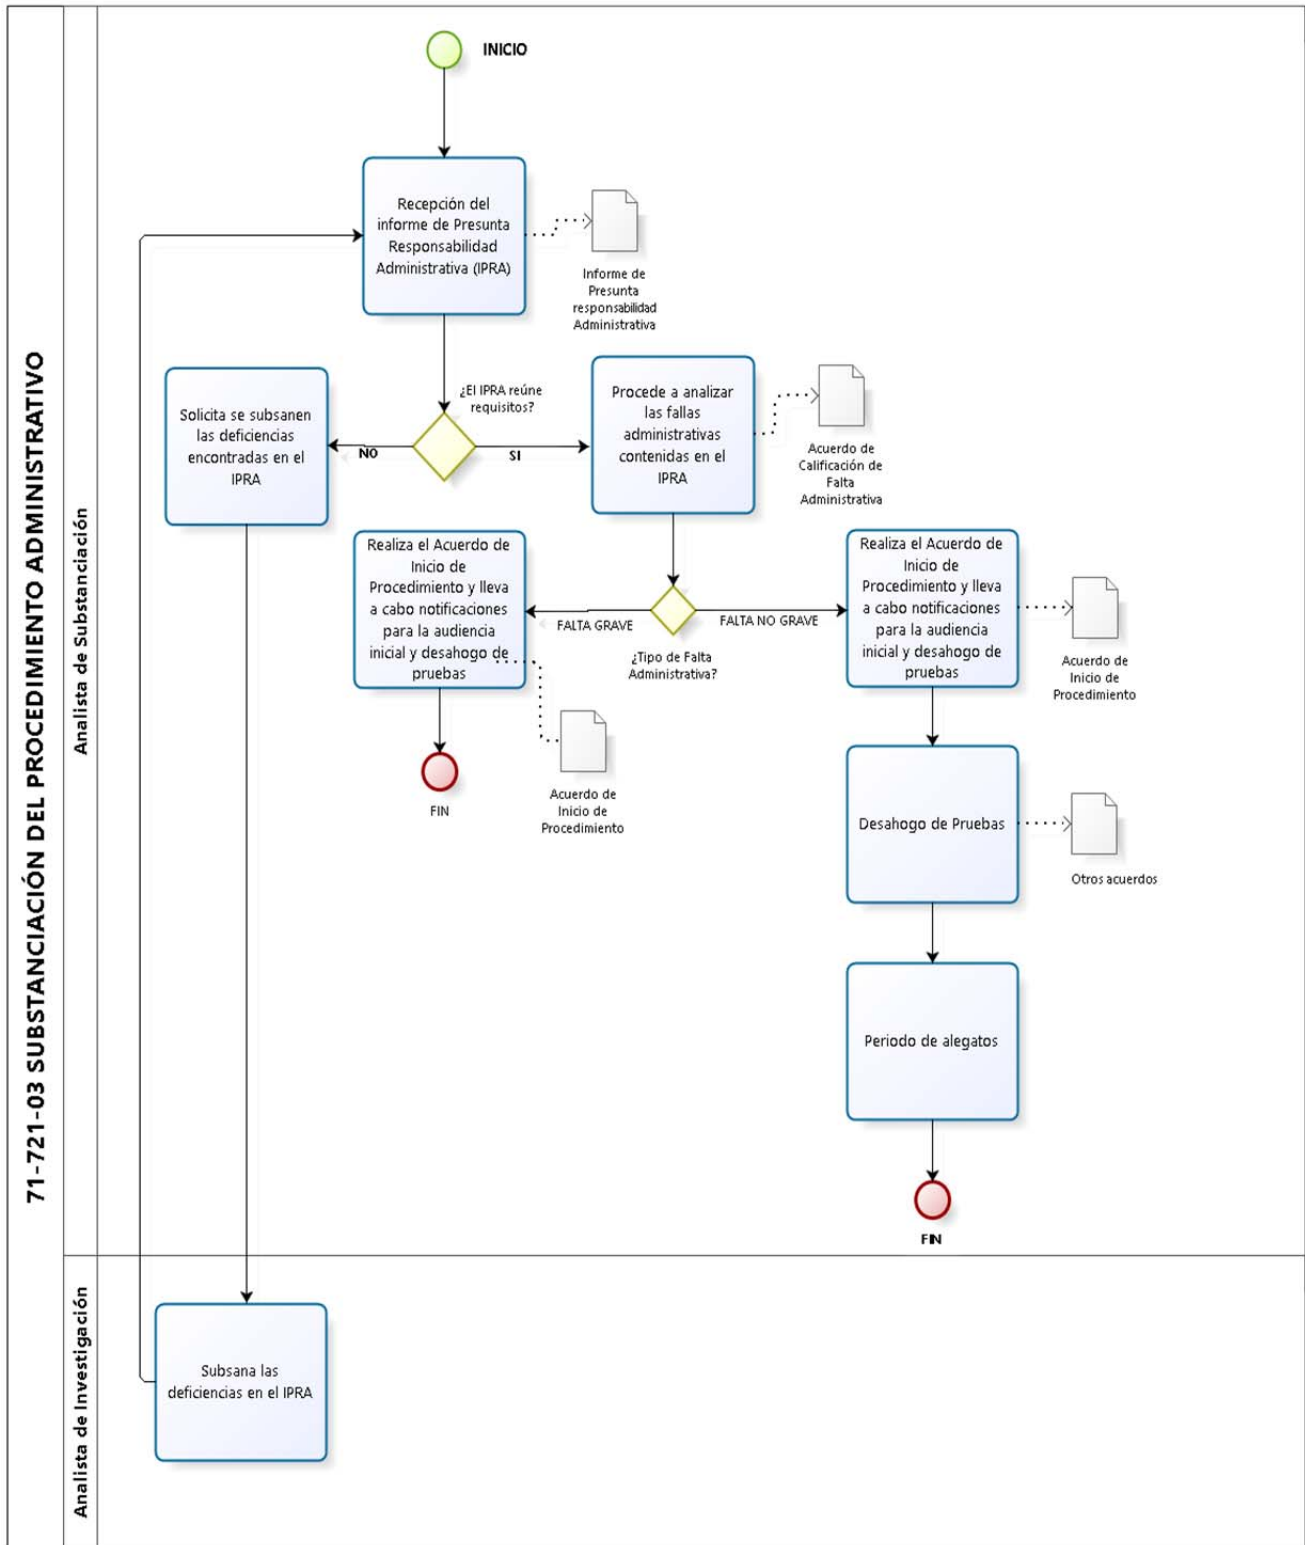 71-721-03 SUBSTANCIACIÓN DEL PROCEDIMIENTO ADMINISTRATIVO
Analista de Substanciación
INICIO
Recepción del
informe de Presunta
Responsabilidad
Administrativa (IPRA)
Informe de
Presunta
responsabilidad
Administrativa
¿El IPRA reúne
requisitos?
NO
SI
Solicita se subsanen
las deficiencias
encontradas en el
IPRA
Procede a analizar
las fallas
administrativas
contenidas en el
IPRA
Acuerdo de
Calificación de
Falta
Administrativa
¿Tipo de Falta
Administrativa?
FALTA GRAVE
FALTA NO GRAVE
Realiza el Acuerdo de
Inicio de
Procedimiento y lleva
a cabo notificaciones
para la audiencia
inicial y desahogo de
pruebas
Acuerdo de
Inicio de
Procedimiento
FIN
Realiza el Acuerdo de
Inicio de
Procedimiento y lleva
a cabo notificaciones
para la audiencia
inicial y desahogo de
pruebas
Acuerdo de
Inicio de
Procedimiento
Desahogo de Pruebas
Otros acuerdos
Periodo de alegatos
FIN
Analista de Investigación
Subsana las
deficiencias en el IPRA